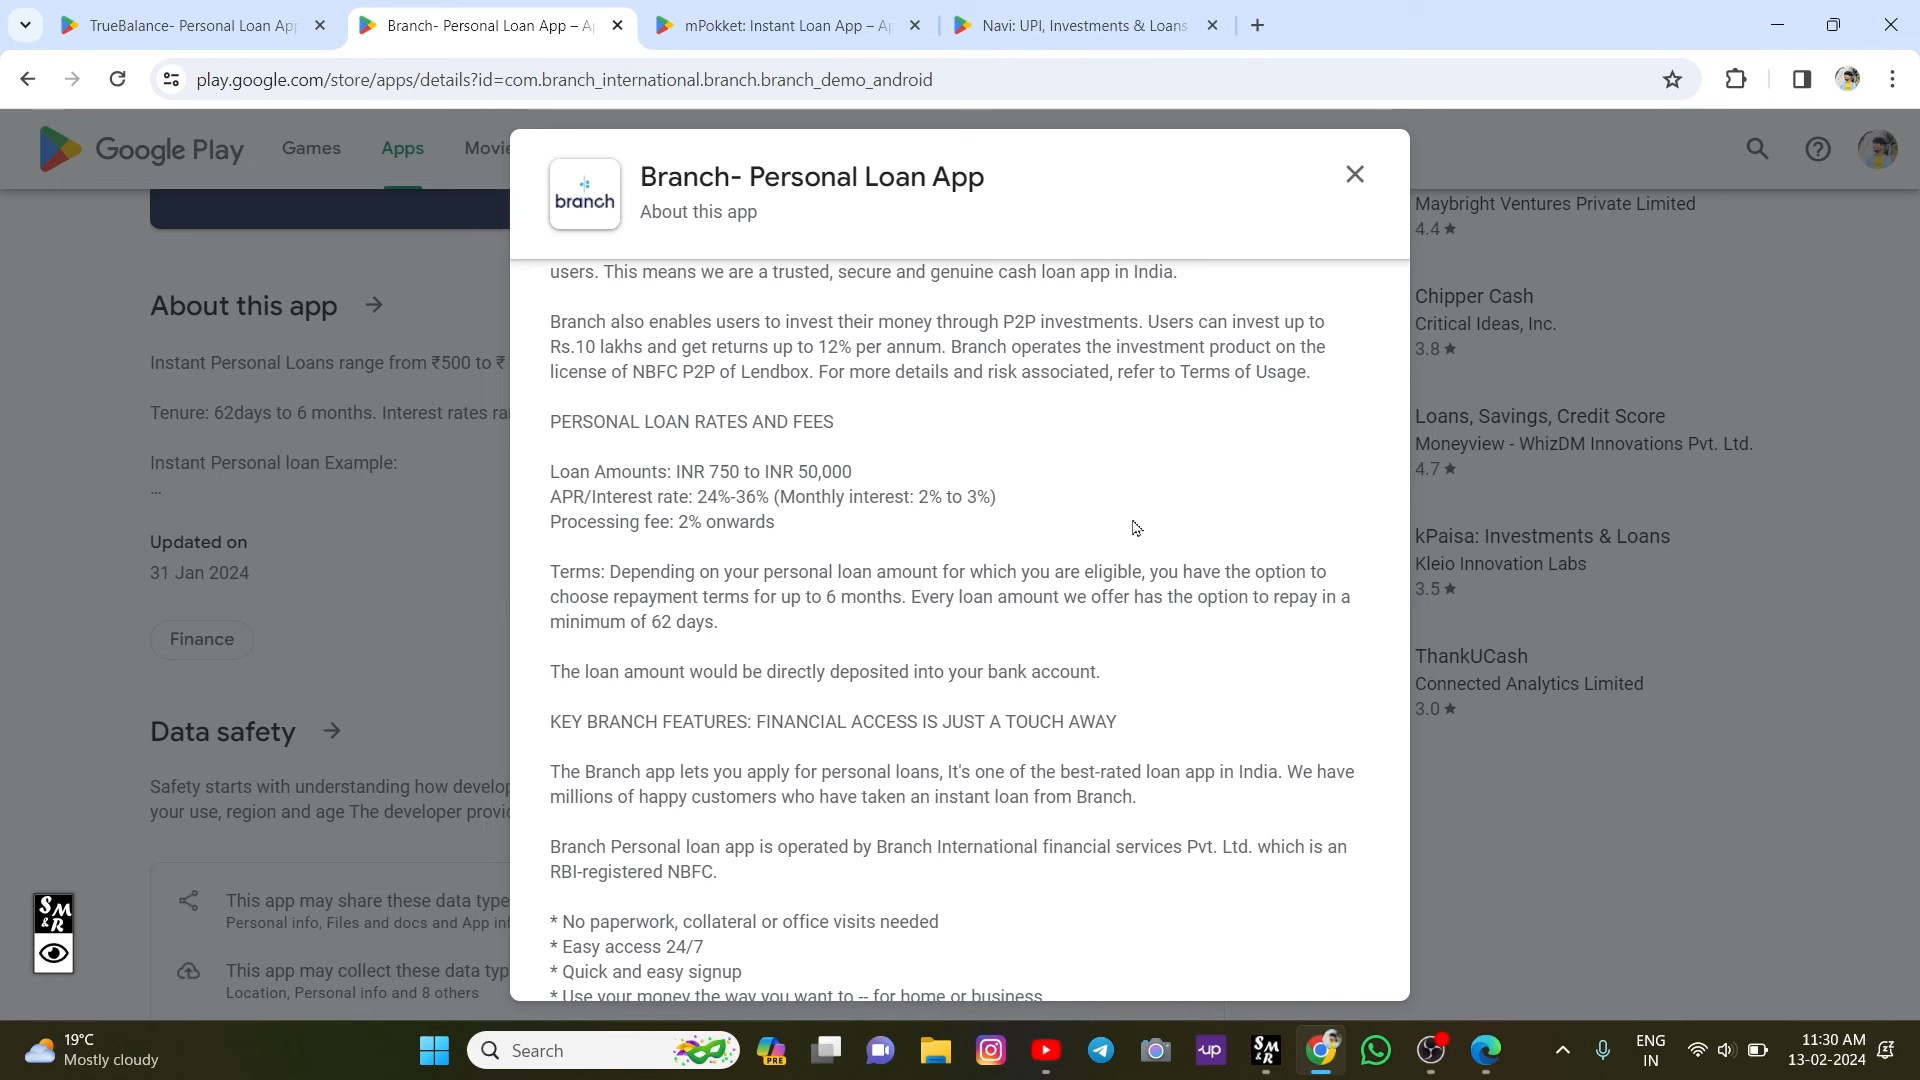 TrueBalance- Personal Loan Ap
Branch- Personal Loan App – A
mPokket: Instant Loan App – Ap
Navi: UPI, Investments & Loans
play.google.com/store/apps/details?id=com.branch_international.branch.branch_demo_android
Google Play
Games
Apps
Movie
branch
Branch- Personal Loan App
About this app
users. This means we are a trusted, secure and genuine cash loan app in India.
Branch also enables users to invest their money through P2P investments. Users can invest up to
Rs.10 lakhs and get returns up to 12% per annum. Branch operates the investment product on the
license of NBFC P2P of Lendbox. For more details and risk associated, refer to Terms of Usage.
PERSONAL LOAN RATES AND FEES
Loan Amounts: INR 750 to INR 50,000
APR/Interest rate: 24%-36% (Monthly interest: 2% to 3%)
Processing fee: 2% onwards
Terms: Depending on your personal loan amount for which you are eligible, you have the option to
choose repayment terms for up to 6 months. Every loan amount we offer has the option to repay in a
minimum of 62 days.
The loan amount would be directly deposited into your bank account.
KEY BRANCH FEATURES: FINANCIAL ACCESS IS JUST A TOUCH AWAY
The Branch app lets you apply for personal loans, It's one of the best-rated loan app in India. We have
millions of happy customers who have taken an instant loan from Branch.
Branch Personal loan app is operated by Branch International financial services Pvt. Ltd. which is an
RBI-registered NBFC.
* No paperwork, collateral or office visits needed
* Easy access 24/7
* Quick and easy signup
* Use your money the way you want to -- for home or business
About this app
Instant Personal Loans range from ₹500 to ₹
Tenure: 62days to 6 months. Interest rates ra
Instant Personal loan Example:
...
Updated on
31 Jan 2024
Finance
Data safety
Safety starts with understanding how develop
your use, region and age The developer provi
This app may share these data type
Personal info, Files and docs and App in
This app may collect these data typ
Location, Personal info and 8 others
Maybright Ventures Private Limited
4.4 ★
Chipper Cash
Critical Ideas, Inc.
3.8 ★
Loans, Savings, Credit Score
Moneyview - WhizDM Innovations Pvt. Ltd.
4.7 ★
kPaisa: Investments & Loans
Kleio Innovation Labs
3.5 ★
ThankUCash
Connected Analytics Limited
3.0 ★
SM
&R
19°C
Mostly cloudy
Search
PRE
up
SM
&R
ENG
IN
11:30 AM
13-02-2024